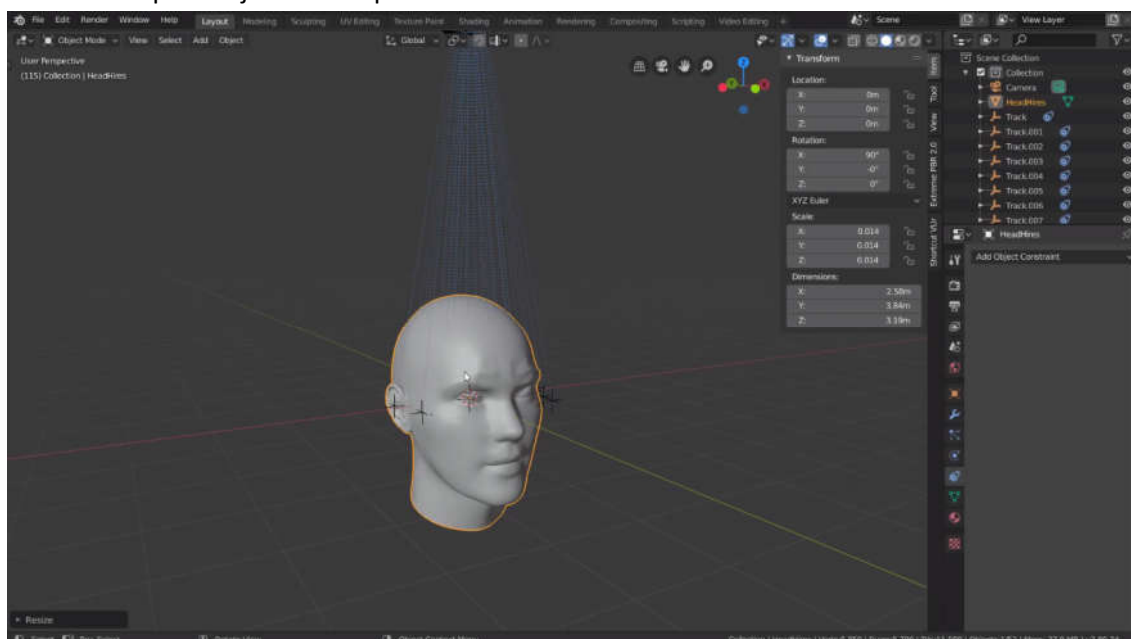 File Edit Render Window Help Layout Modeling Sculpting UV Editing Texture Paint Shading Animation Rendering Compositing Scripting Video Editing + Scene View Layer
Object Mode View Select Add Object Global
User Perspective
(115) Collection | HeadHires
Transform
Location:
X: 0m
Y: 0m
Z: 0m
Rotation:
X: 90°
Y: -0°
Z: 0°
XYZ Euler
Scale:
X: 0.014
Y: 0.014
Z: 0.014
Dimensions:
X: 2.58m
Y: 3.84m
Z: 3.19m
Item
Tool
View
Extreme PBR 2.0
Shortcut VUr
Scene Collection
Collection
Camera
HeadHires
Track
Track.001
Track.002
Track.003
Track.004
Track.005
Track.006
Track.007
HeadHires
Add Object Constraint
Resize